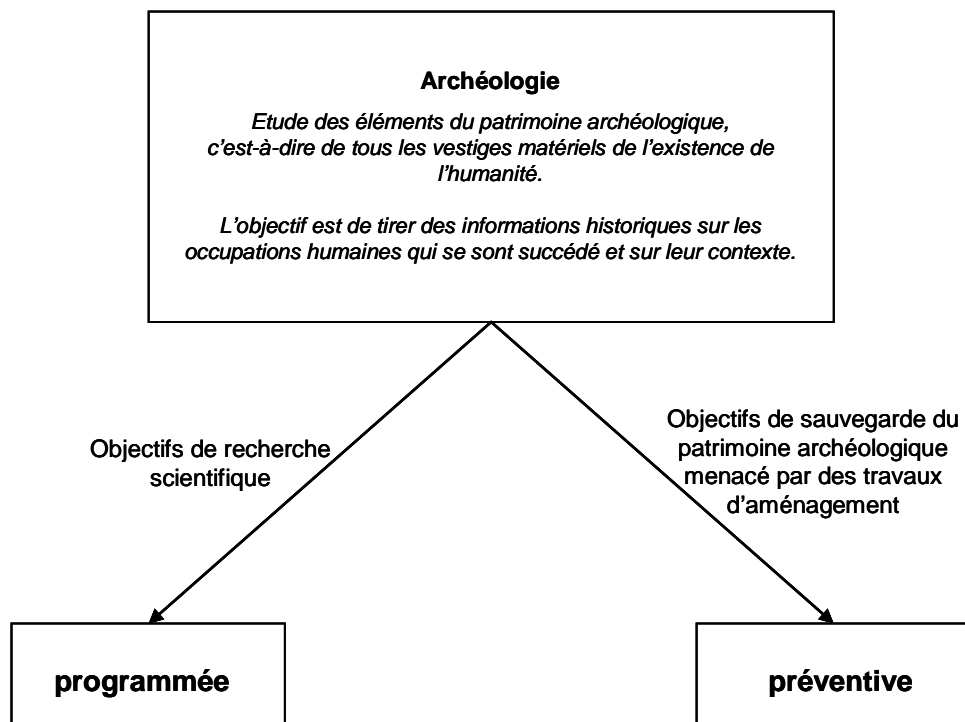 Archéologie
Etude des éléments du patrimoine archéologique,
c'est-à-dire de tous les vestiges matériels de l'existence de
l'humanité.
L'objectif est de tirer des informations historiques sur les
occupations humaines qui se sont succédé et sur leur contexte.
Objectifs de recherche
scientifique
Objectifs de sauvegarde du
patrimoine archéologique
menacé par des travaux
d'aménagement
programmée
préventive